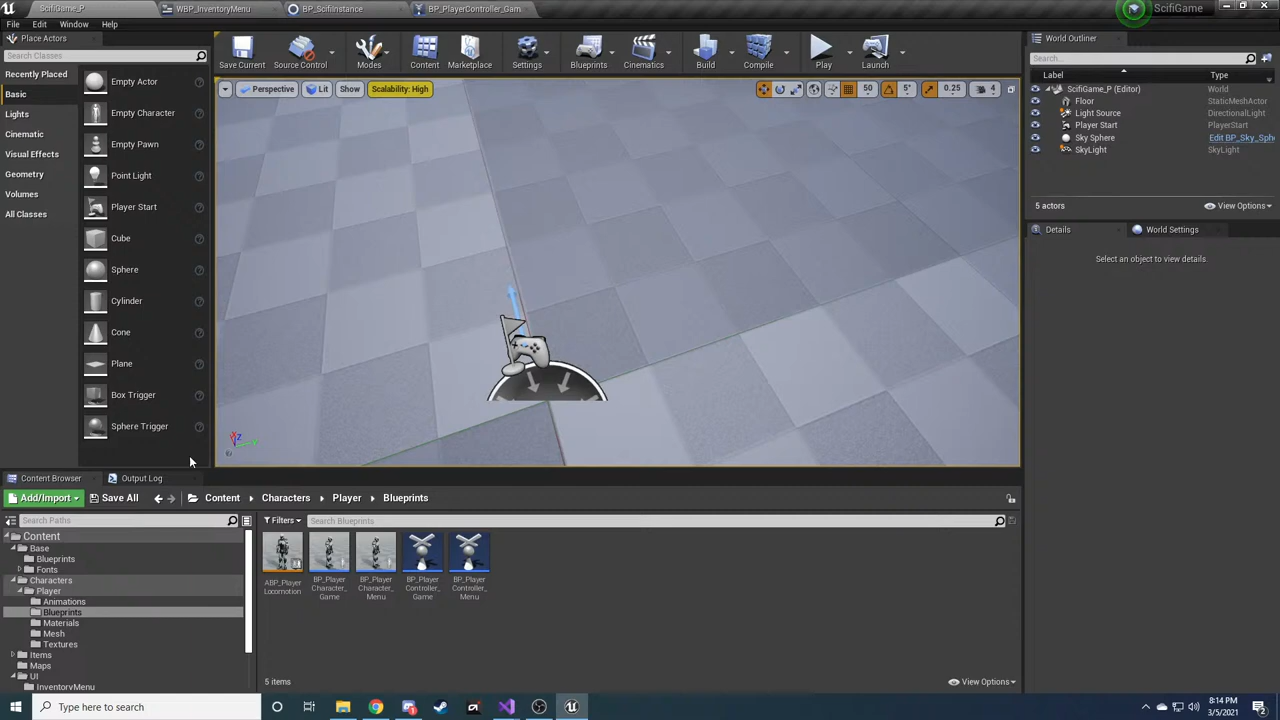 ScifiGame_P
WBP_InventoryMenu
BP_ScifiInstance
BP_PlayerController_Gam
ScifiGame
File
Edit
Window
Help
Place Actors
Search Classes
Recently Placed
Basic
Lights
Cinematic
Visual Effects
Geometry
Volumes
All Classes
Empty Actor
Empty Character
Empty Pawn
Point Light
Player Start
Cube
Sphere
Cylinder
Cone
Plane
Box Trigger
Sphere Trigger
Save Current
Source Control
Modes
Content
Marketplace
Settings
Blueprints
Cinematics
Build
Compile
Play
Launch
Perspective
Lit
Show
Scalability: High
50
5°
0.25
4
World Outliner
Search...
Label
Type
ScifiGame_P (Editor)
World
Floor
StaticMeshActor
Light Source
DirectionalLight
Player Start
PlayerStart
Sky Sphere
Edit BP_Sky_Sph
SkyLight
SkyLight
5 actors
View Options
Details
World Settings
Select an object to view details.
Content Browser
Output Log
Add/Import
Save All
Content
Characters
Player
Blueprints
Search Paths
Filters
Search Blueprints
Content
Base
Blueprints
Fonts
Characters
Player
Animations
Blueprints
Materials
Mesh
Textures
Items
Maps
UI
InventoryMenu
ABP_Player
Locomotion
BP_Player
Character_
Game
BP_Player
Character_
Menu
BP_Player
Controller_
Game
BP_Player
Controller_
Menu
5 items
View Options
Type here to search
8:14 PM
3/5/2021